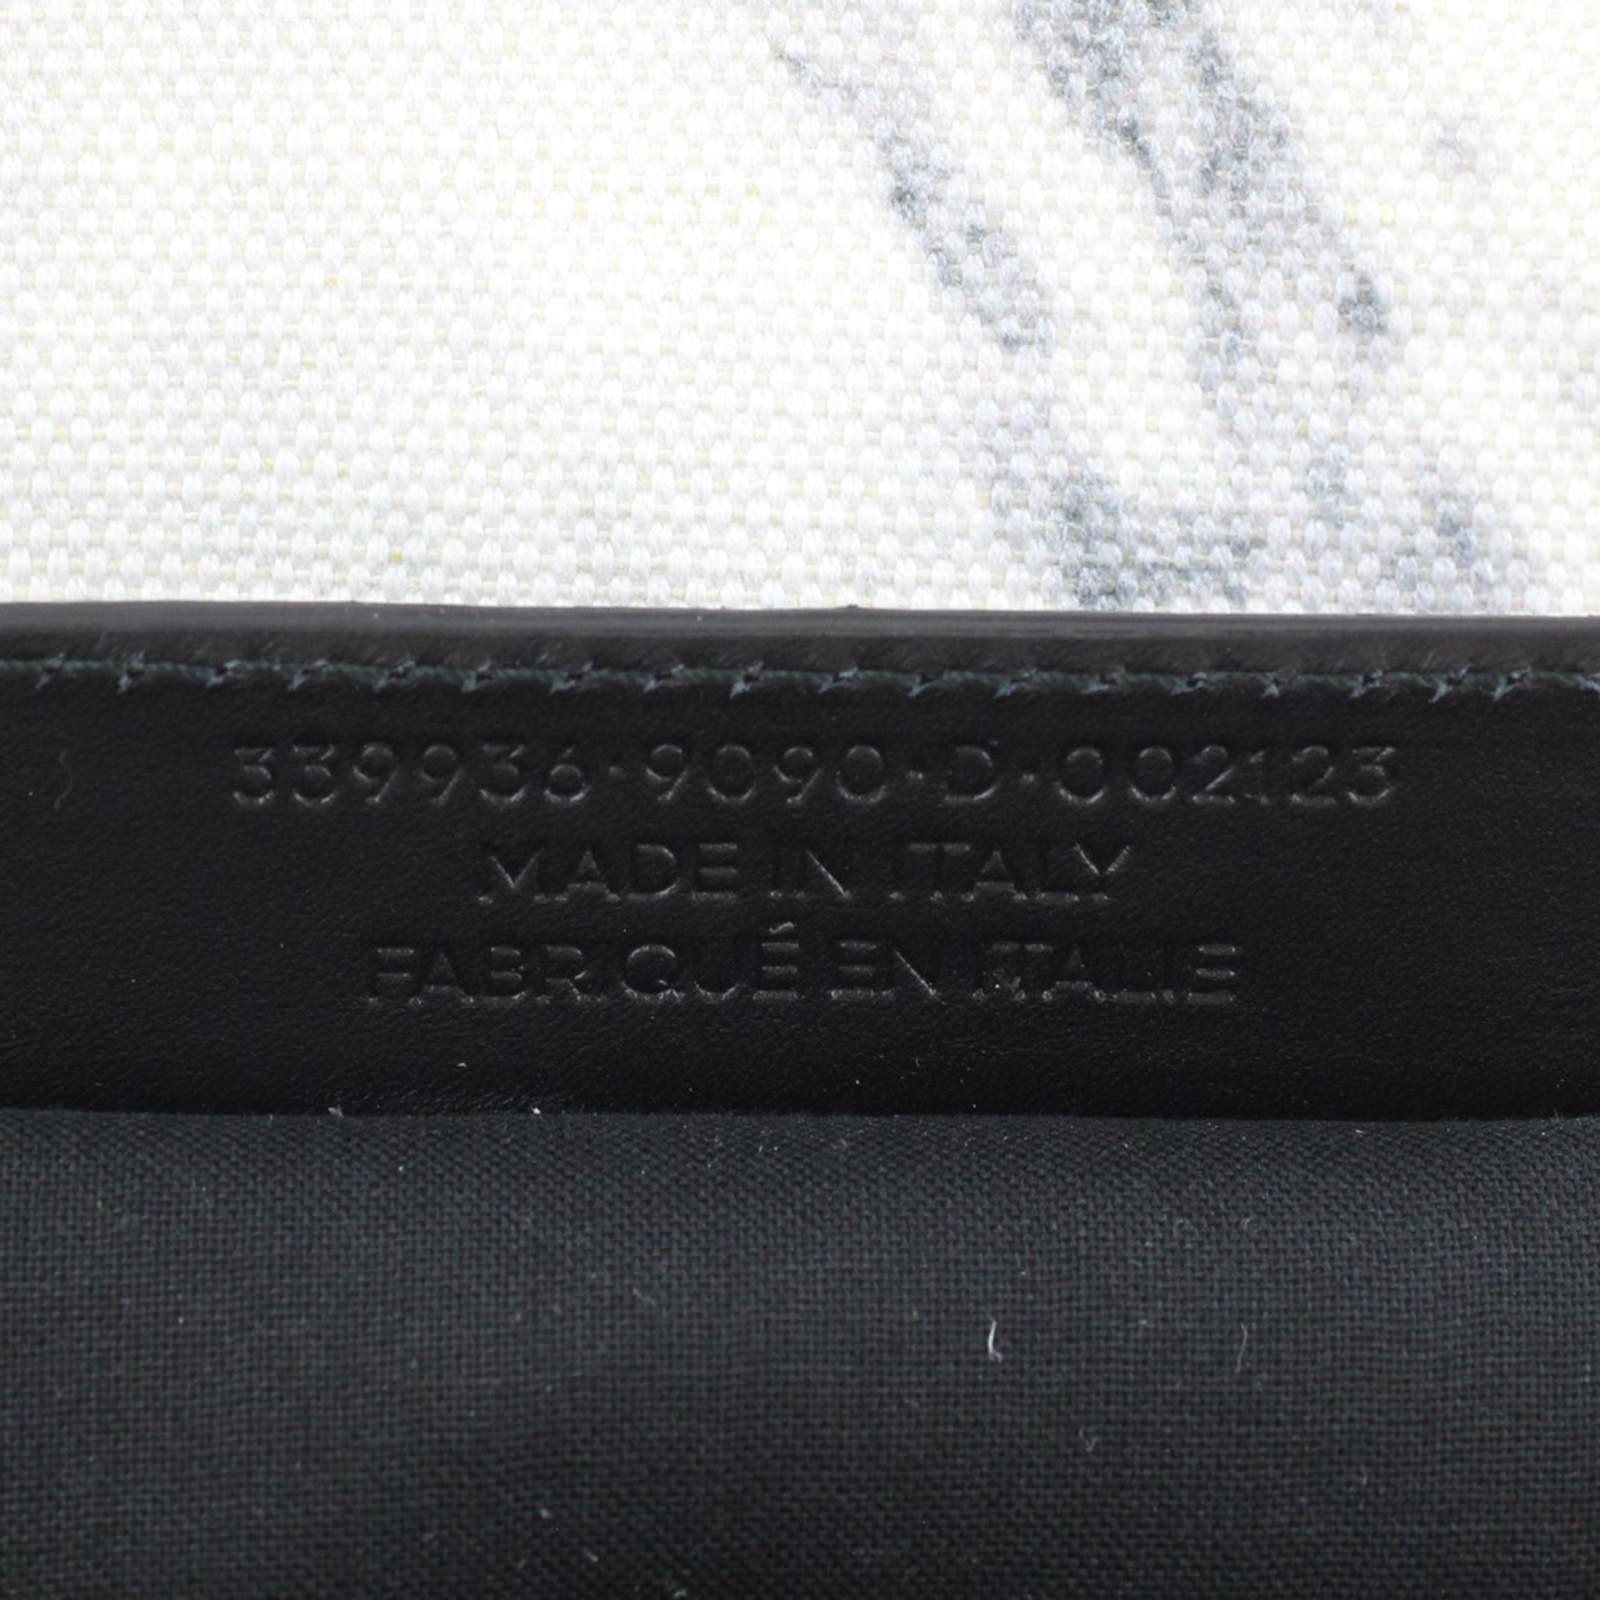 339936·9090·D·002123
MADE IN ITALY
FABRIQUÉ EN ITALIE